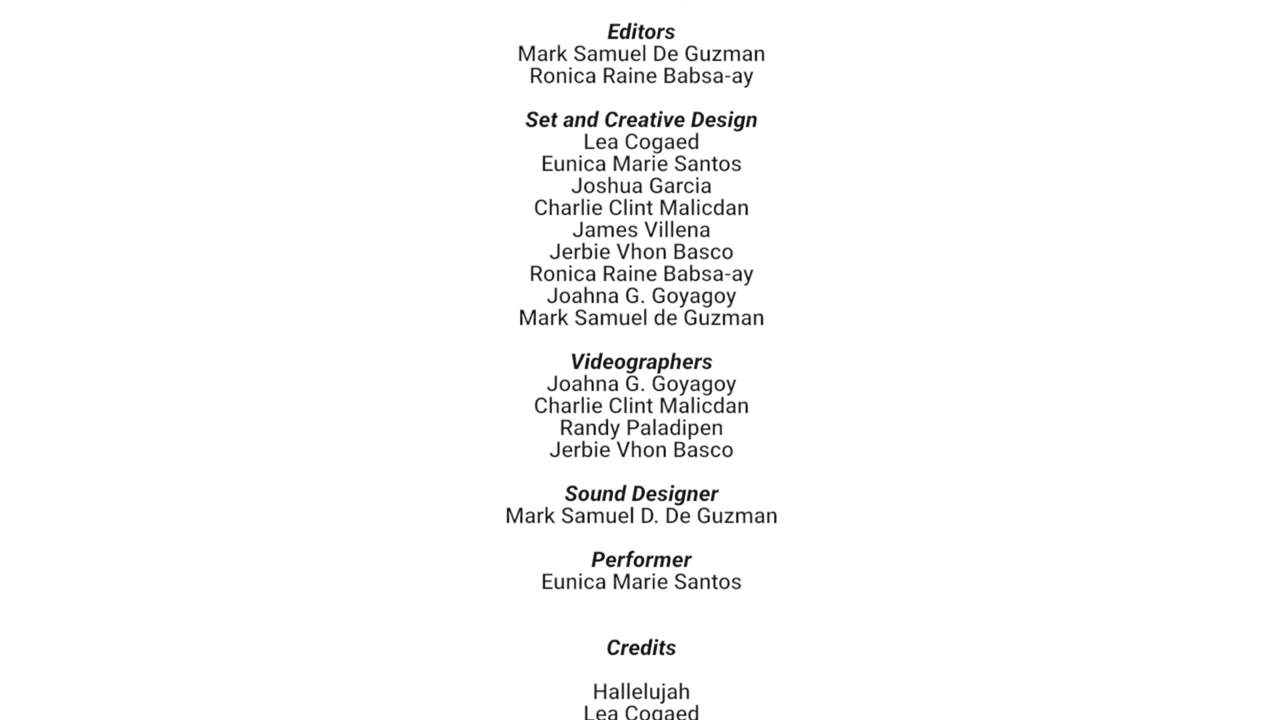 Editors
Mark Samuel De Guzman
Ronica Raine Babsa-ay
Set and Creative Design
Lea Cogaed
Eunica Marie Santos
Joshua Garcia
Charlie Clint Malicdan
James Villena
Jerbie Vhon Basco
Ronica Raine Babsa-ay
Joahna G. Goyagoy
Mark Samuel de Guzman
Videographers
Joahna G. Goyagoy
Charlie Clint Malicdan
Randy Paladipen
Jerbie Vhon Basco
Sound Designer
Mark Samuel D. De Guzman
Performer
Eunica Marie Santos
Credits
Hallelujah
Lea Cogaed